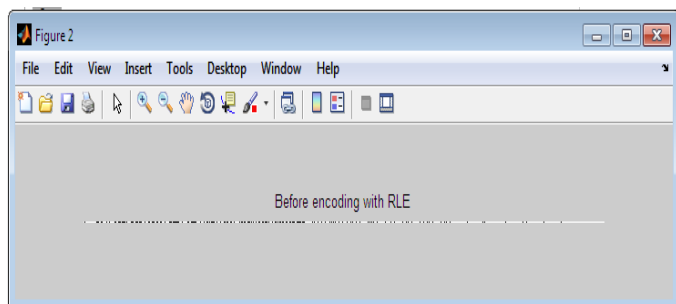 Figure 2
File Edit View Insert Tools Desktop Window Help
Before encoding with RLE